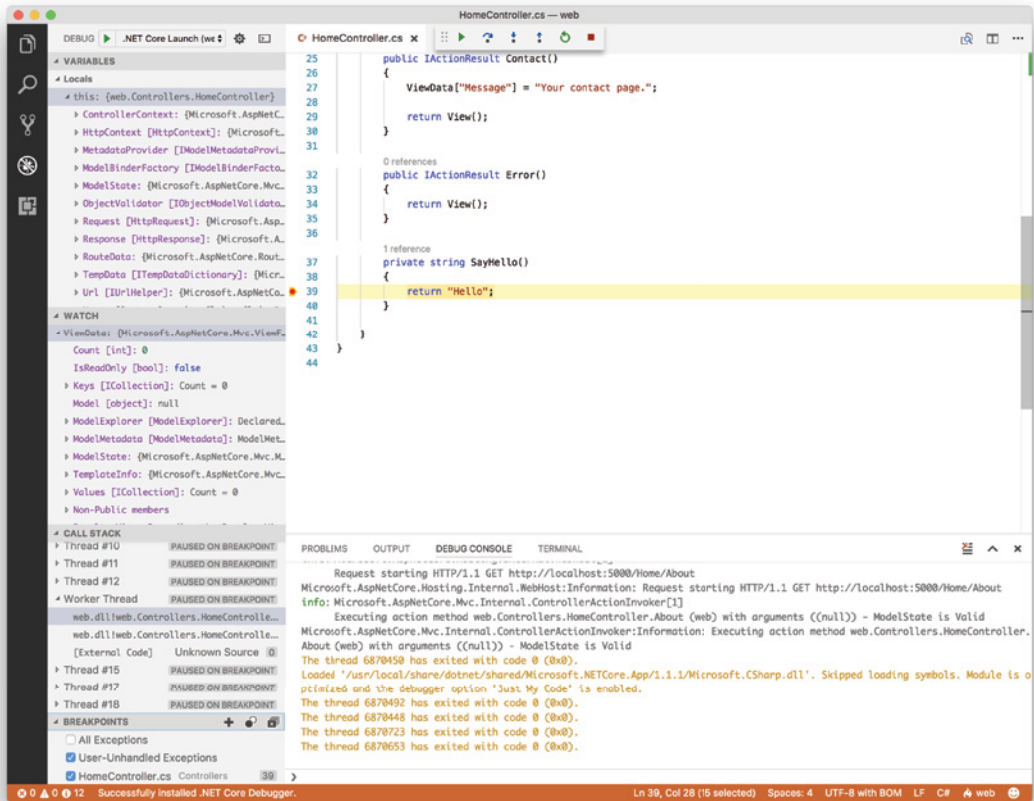 HomeController.cs — web
DEBUG .NET Core Launch (we
HomeController.cs
VARIABLES
Locals
this: {web.Controllers.HomeController}
ControllerContext: {Microsoft.AspNetC…
HttpContext [HttpContext]: {Microsoft…
MetadataProvider [IModelMetadataProvi…
ModelBinderFactory [IModelBinderFacto…
ModelState: {Microsoft.AspNetCore.Mvc…
ObjectValidator [IObjectModelValidato…
Request [HttpRequest]: {Microsoft.Asp…
Response [HttpResponse]: {Microsoft.A…
RouteData: {Microsoft.AspNetCore.Rout…
TempData [ITempDataDictionary]: {Micr…
Url [IUrlHelper]: {Microsoft.AspNetCo…
WATCH
ViewData: {Microsoft.AspNetCore.Mvc.ViewF…
Count [int]: 0
IsReadOnly [bool]: false
Keys [ICollection]: Count = 0
Model [object]: null
ModelExplorer [ModelExplorer]: Declared…
ModelMetadata [ModelMetadata]: ModelMet…
ModelState: {Microsoft.AspNetCore.Mvc.M…
TemplateInfo: {Microsoft.AspNetCore.Mvc…
Values [ICollection]: Count = 0
Non-Public members
CALL STACK
Thread #10 PAUSED ON BREAKPOINT
Thread #11 PAUSED ON BREAKPOINT
Thread #12 PAUSED ON BREAKPOINT
Worker Thread PAUSED ON BREAKPOINT
web.dll!web.Controllers.HomeControlle…
web.dll!web.Controllers.HomeControlle…
[External Code] Unknown Source 0
Thread #15 PAUSED ON BREAKPOINT
Thread #17 PAUSED ON BREAKPOINT
Thread #18 PAUSED ON BREAKPOINT
BREAKPOINTS
All Exceptions
User-Unhandled Exceptions
HomeController.cs Controllers 39
25 public IActionResult Contact()
26 {
27 ViewData["Message"] = "Your contact page.";
28
29 return View();
30 }
31
0 references
32 public IActionResult Error()
33 {
34 return View();
35 }
36
1 reference
37 private string SayHello()
38 {
39 return "Hello";
40 }
41
42 }
43 }
44
PROBLEMS OUTPUT DEBUG CONSOLE TERMINAL
Request starting HTTP/1.1 GET http://localhost:5000/Home/About
Microsoft.AspNetCore.Hosting.Internal.WebHost:Information: Request starting HTTP/1.1 GET http://localhost:5000/Home/About
info: Microsoft.AspNetCore.Mvc.Internal.ControllerActionInvoker[1]
Executing action method web.Controllers.HomeController.About (web) with arguments ((null)) - ModelState is Valid
Microsoft.AspNetCore.Mvc.Internal.ControllerActionInvoker:Information: Executing action method web.Controllers.HomeController.
About (web) with arguments ((null)) - ModelState is Valid
The thread 6870450 has exited with code 0 (0x0).
Loaded '/usr/local/share/dotnet/shared/Microsoft.NETCore.App/1.1.1/Microsoft.CSharp.dll'. Skipped loading symbols. Module is o
ptimized and the debugger option 'Just My Code' is enabled.
The thread 6870492 has exited with code 0 (0x0).
The thread 6870448 has exited with code 0 (0x0).
The thread 6870723 has exited with code 0 (0x0).
The thread 6870653 has exited with code 0 (0x0).
0 0 12 Successfully installed .NET Core Debugger.
Ln 39, Col 28 (15 selected) Spaces: 4 UTF-8 with BOM LF C# web